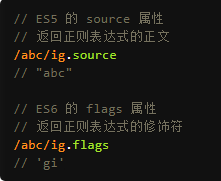 // ES5 的 source 属性
// 返回正则表达式的正文
/abc/ig.source
// "abc"
// ES6 的 flags 属性
// 返回正则表达式的修饰符
/abc/ig.flags
// 'gi'